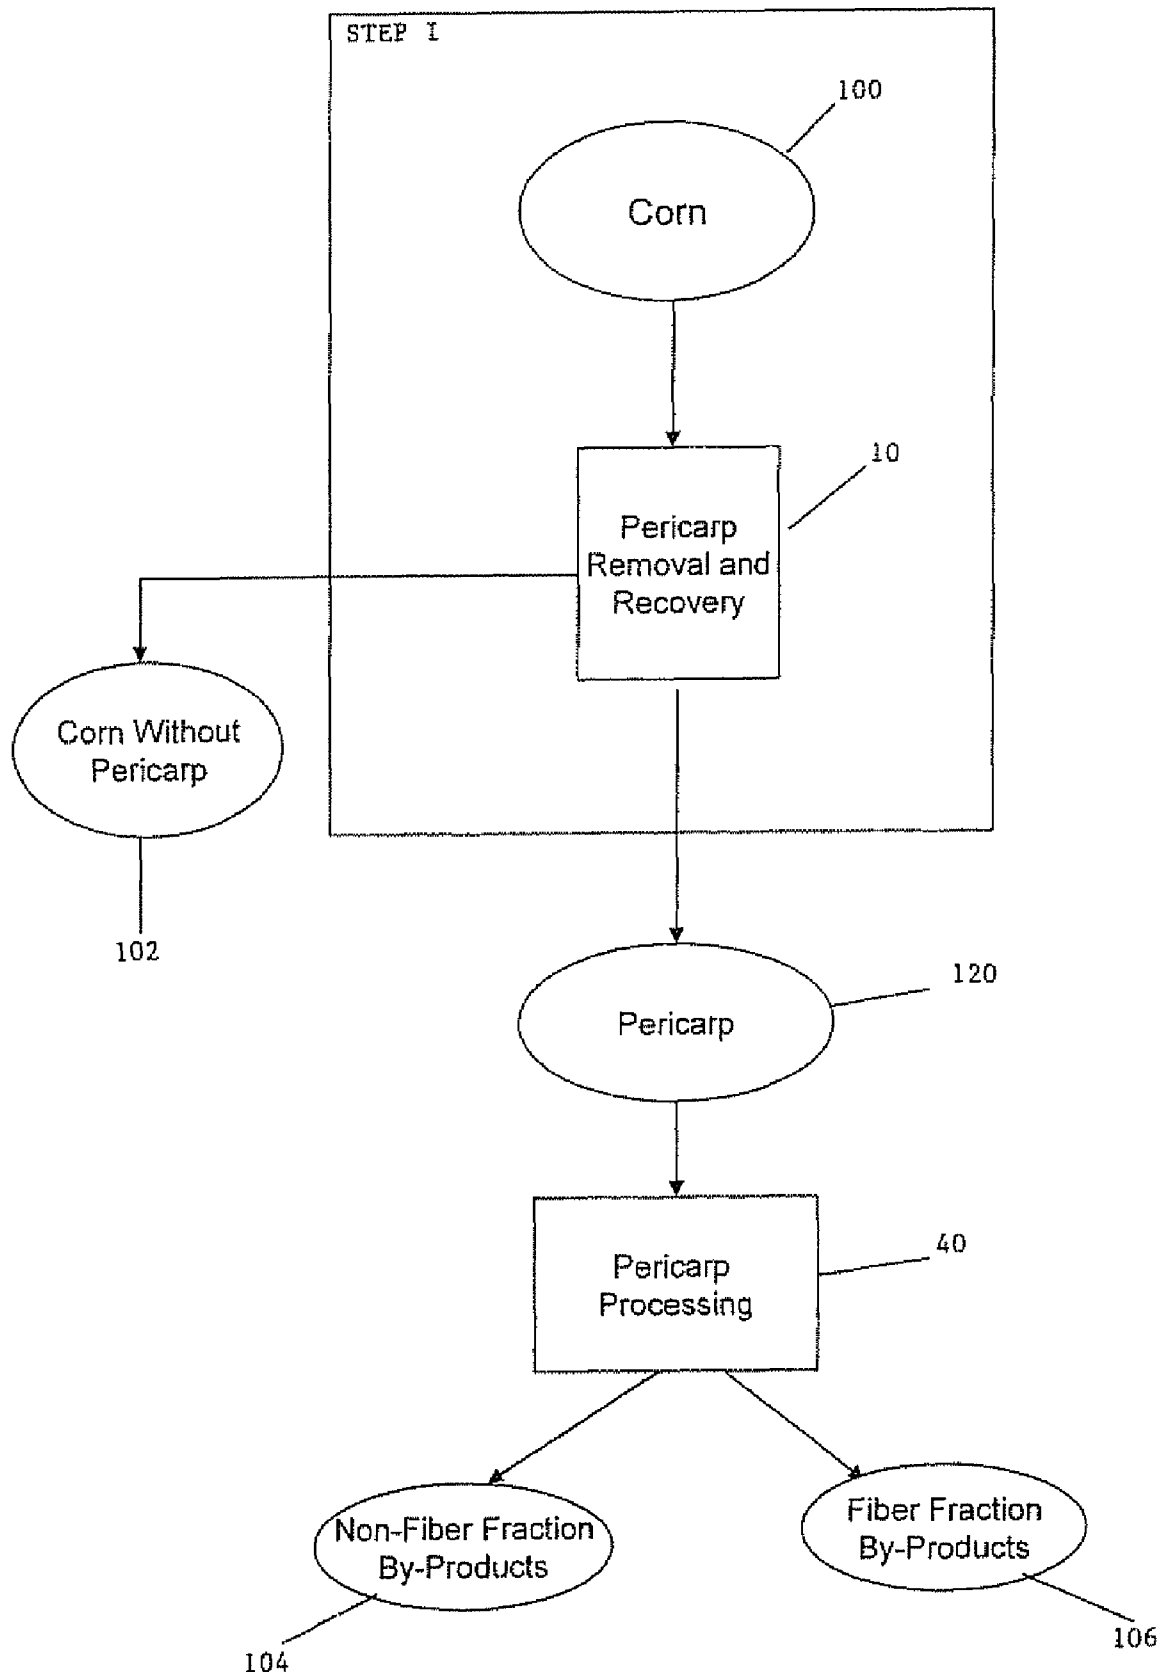 STEP I
100
Corn
10
Pericarp
Removal and
Recovery
Corn Without
Pericarp
102
120
Pericarp
40
Pericarp
Processing
Non-Fiber Fraction
By-Products
Fiber Fraction
By-Products
104
106